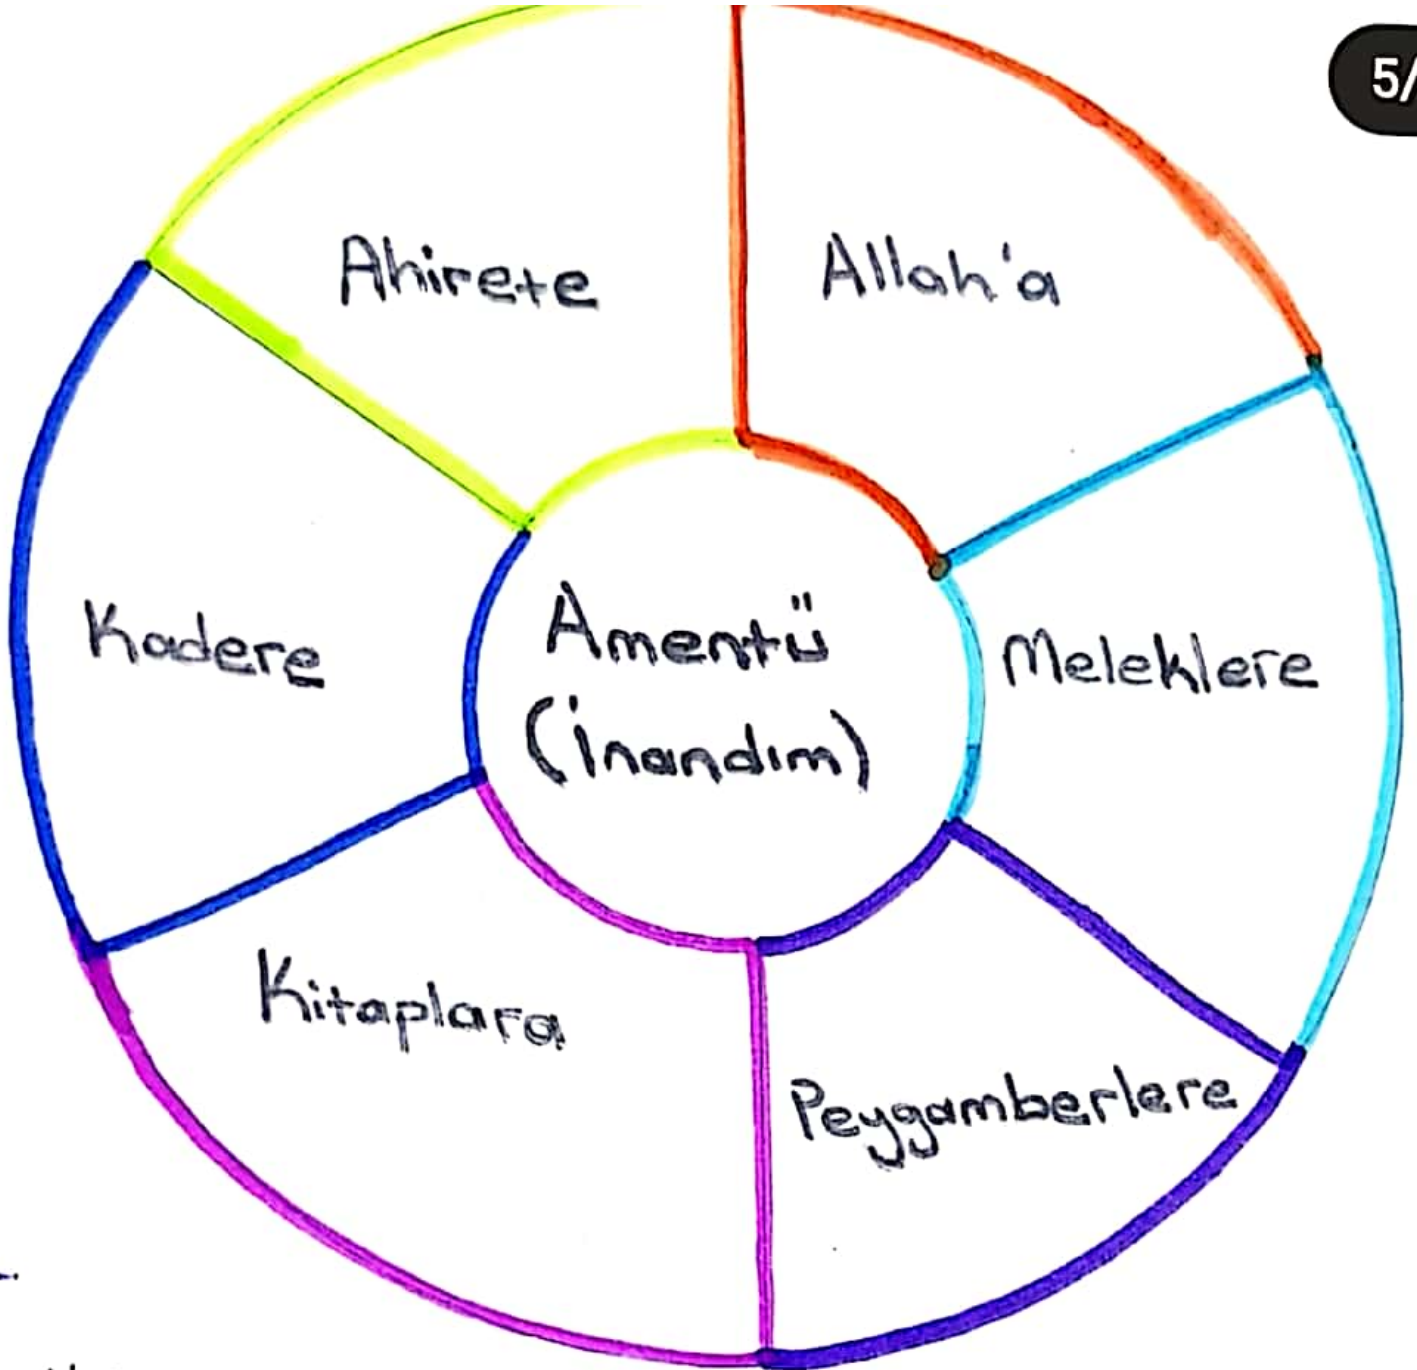 5/
Ahirete
Allah'a
Kadere
Amentü
(İnandım)
Meleklere
Kitaplara
Peygamberlere